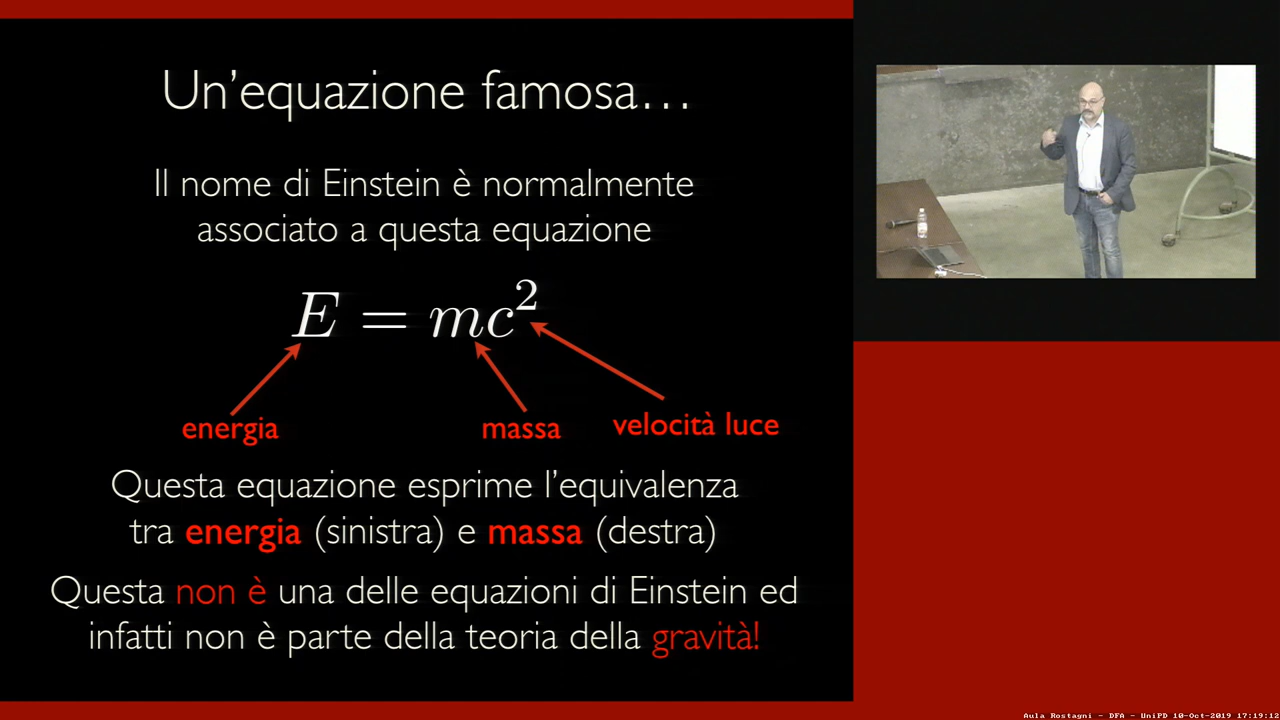 Un'equazione famosa...
Il nome di Einstein è normalmente
associato a questa equazione
E = mc²
energia
massa
velocità luce
Questa equazione esprime l'equivalenza
tra energia (sinistra) e massa (destra)
Questa non è una delle equazioni di Einstein ed
infatti non è parte della teoria della gravità!
Aula Rostagni - DFA - UniPD 10-Oct-2019 17:19:12